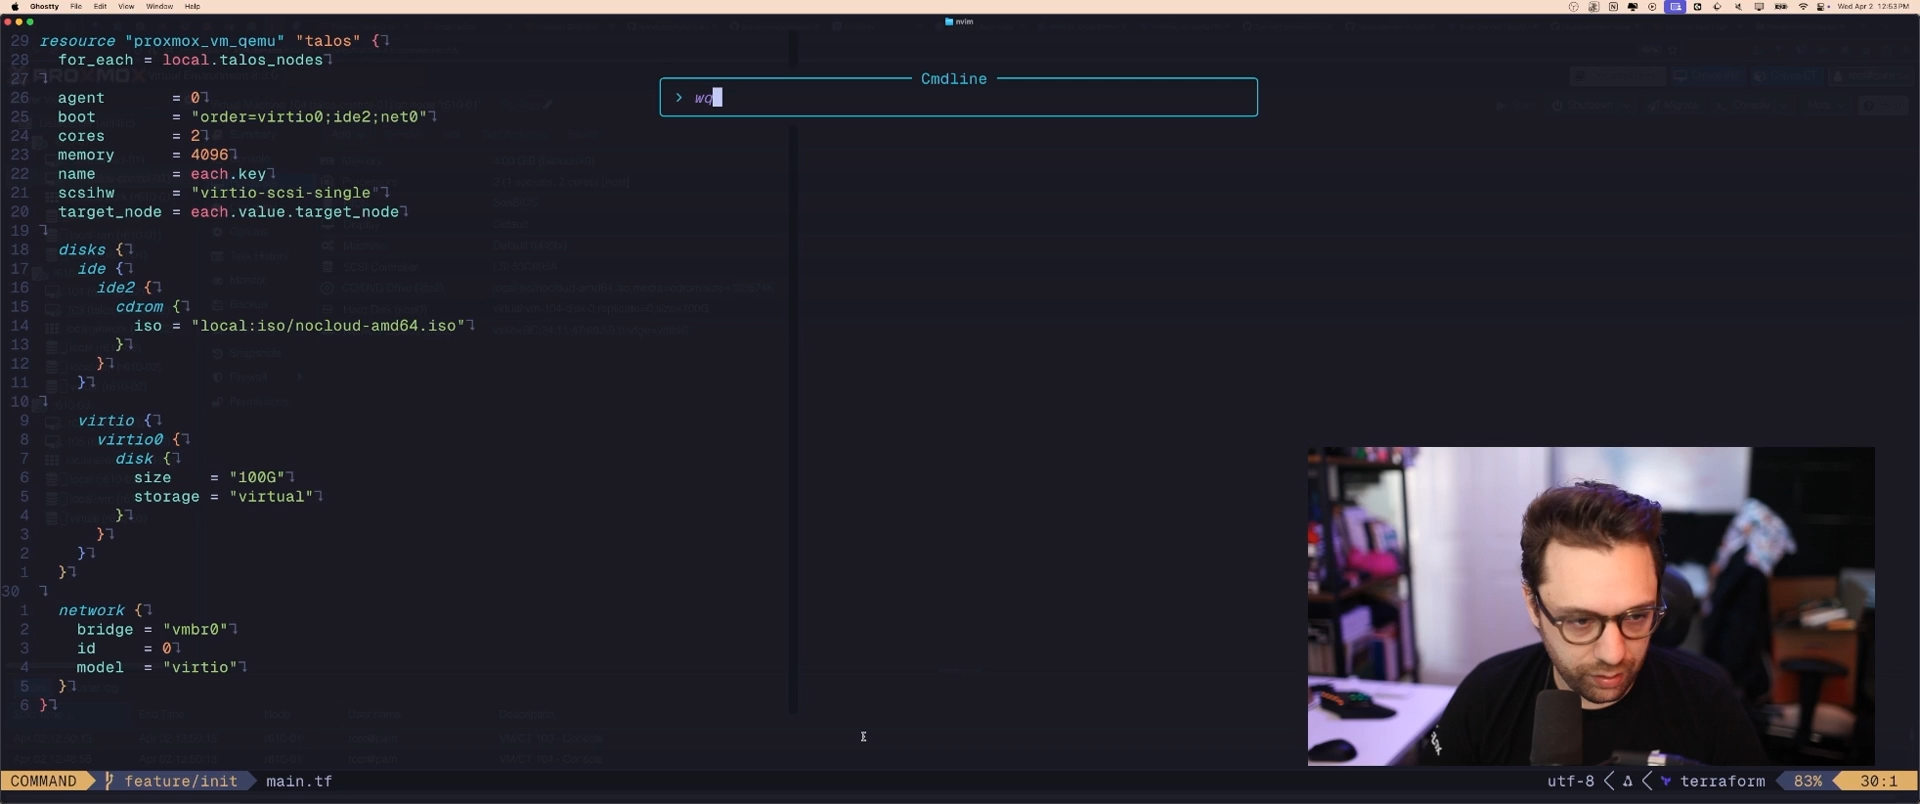 Ghostty File Edit View Window Help Wed Apr 2 12:53 PM
nvim
29 resource "proxmox_vm_qemu" "talos" {
28 for_each = local.talos_nodes
27
26 agent = 0
25 boot = "order=virtio0;ide2;net0"
24 cores = 2
23 memory = 4096
22 name = each.key
21 scsihw = "virtio-scsi-single"
20 target_node = each.value.target_node
19
18 disks {
17 ide {
16 ide2 {
15 cdrom {
14 iso = "local:iso/nocloud-amd64.iso"
13 }
12 }
11 }
10
9 virtio {
8 virtio0 {
7 disk {
6 size = "100G"
5 storage = "virtual"
4 }
3 }
2 }
1 }
30
1 network {
2 bridge = "vmbr0"
3 id = 0
4 model = "virtio"
5 }
6 }
Cmdline
> wq
COMMAND feature/init main.tf utf-8 terraform 83% 30:1